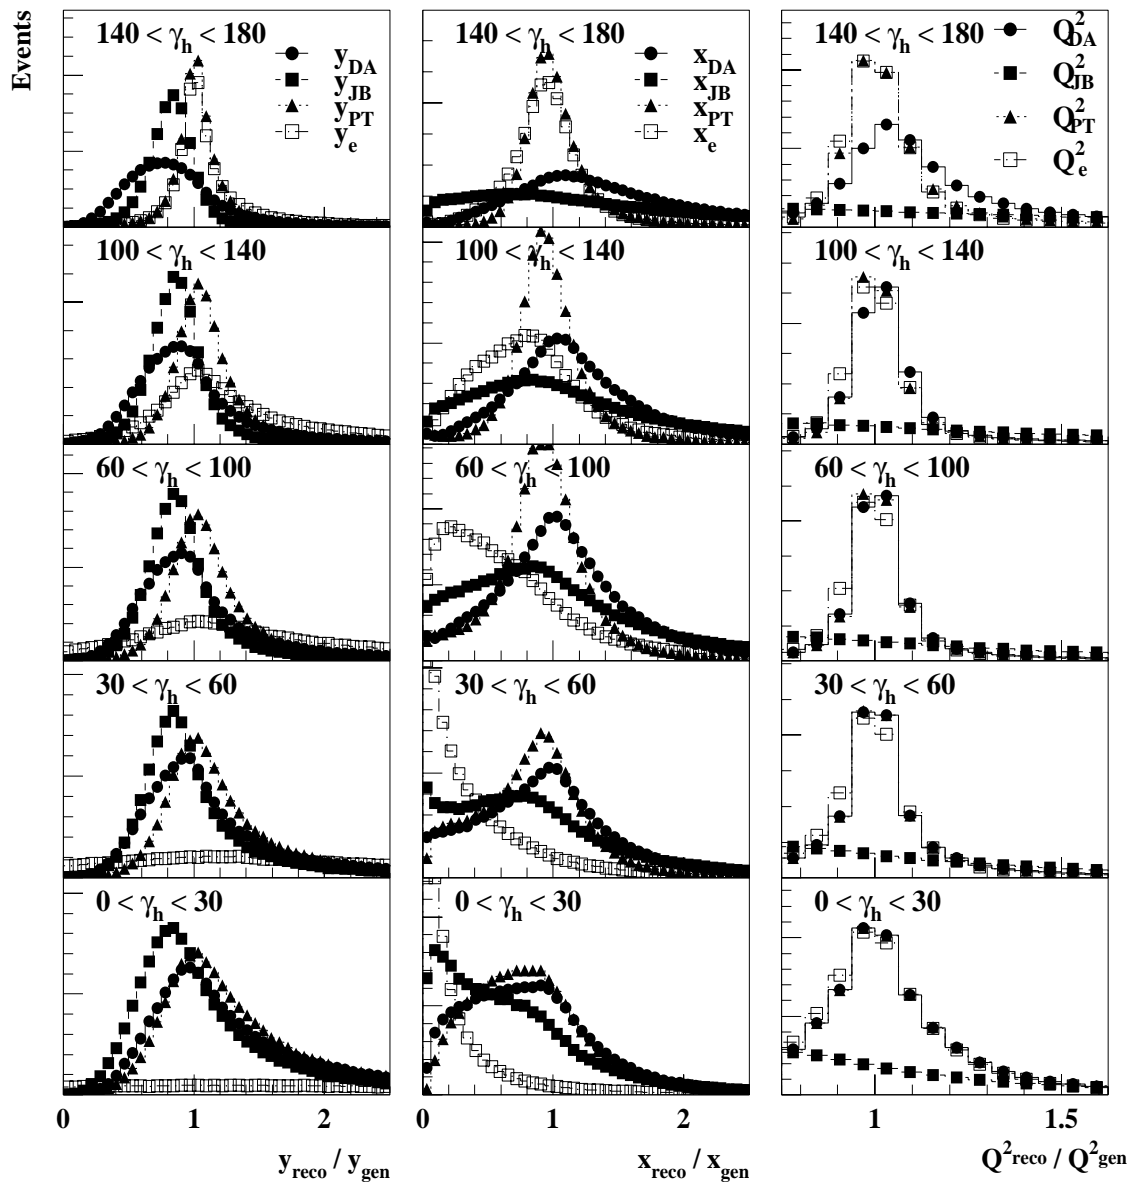 Events
140 < γh < 180
yDA
yJB
yPT
ye
140 < γh < 180
xDA
xJB
xPT
xe
140 < γh < 180
Q²DA
Q²JB
Q²PT
Q²e
100 < γh < 140
100 < γh < 140
100 < γh < 140
60 < γh < 100
60 < γh < 100
60 < γh < 100
30 < γh < 60
30 < γh < 60
30 < γh < 60
0 < γh < 30
0 < γh < 30
0 < γh < 30
0 1 2
0 1 2
1 1.5
yreco / ygen
xreco / xgen
Q²reco / Q²gen